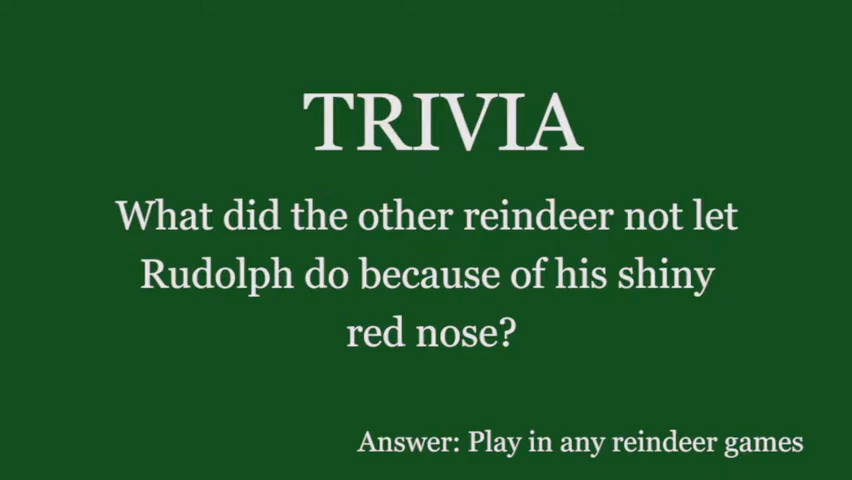 TRIVIA
What did the other reindeer not let
Rudolph do because of his shiny
red nose?
Answer: Play in any reindeer games